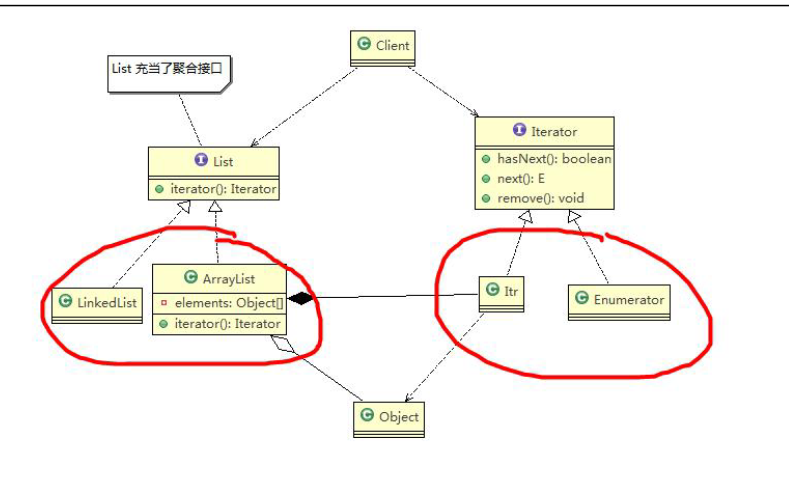 Client
List 充当了聚合接口
Iterator
hasNext(): boolean
next(): E
remove(): void
List
iterator(): Iterator
ArrayList
elements: Object[]
iterator(): Iterator
LinkedList
Itr
Enumerator
Object